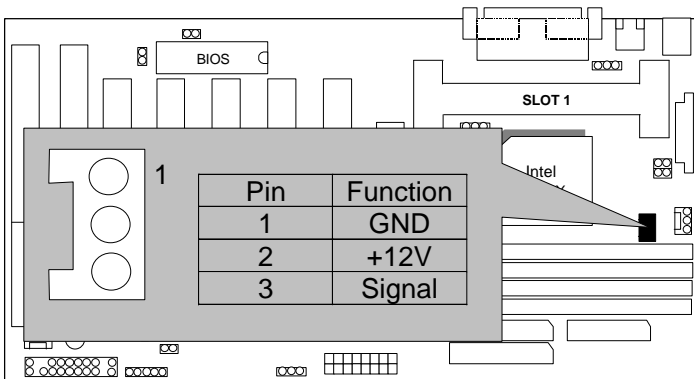 BIOS
SLOT 1
Intel
1
Pin Function
1 GND
2 +12V
3 Signal